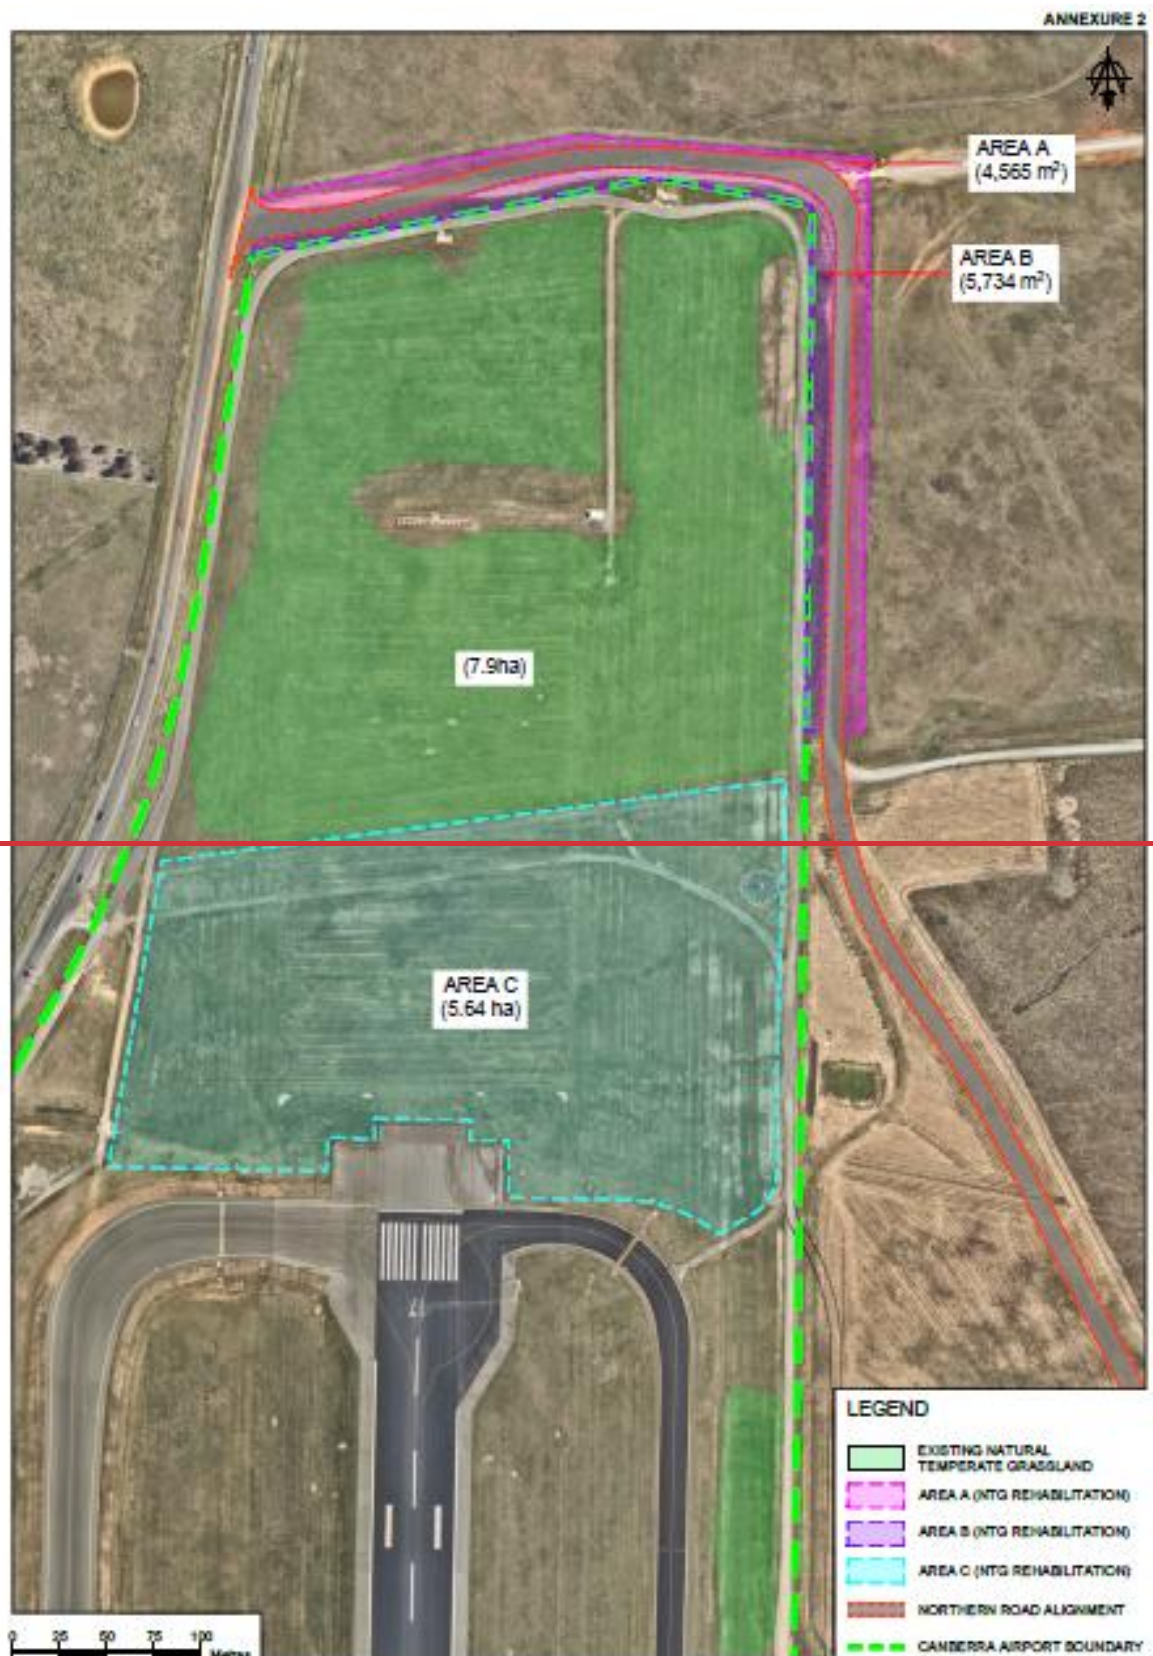 ANNEXURE 2
AREA A
(4,565 m²)
AREA B
(5,734 m²)
(7.9ha)
AREA C
(5.64 ha)
17
LEGEND
EXISTING NATURAL
TEMPERATE GRASSLAND
AREA A (NTG REHABILITATION)
AREA B (NTG REHABILITATION)
AREA C (NTG REHABILITATION)
NORTHERN ROAD ALIGNMENT
CANBERRA AIRPORT BOUNDARY
0 25 50 75 100
Metres